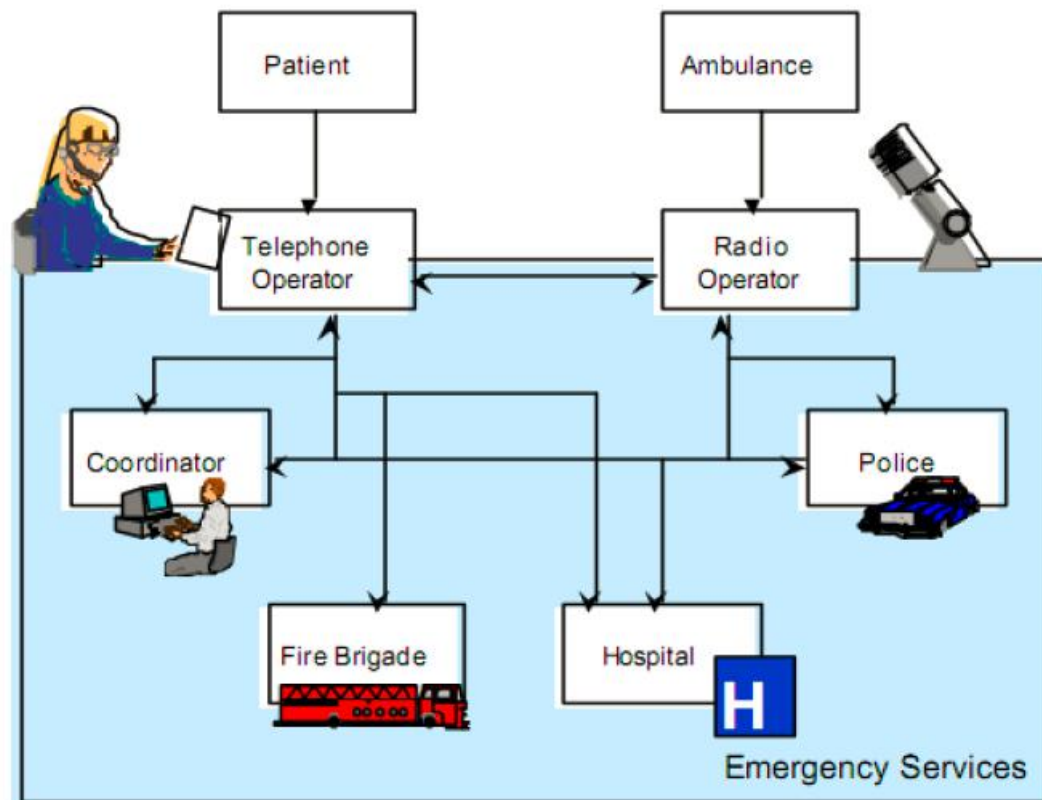 Patient
Ambulance
Telephone
Operator
Radio
Operator
Coordinator
Police
Fire Brigade
Hospital
H
Emergency Services